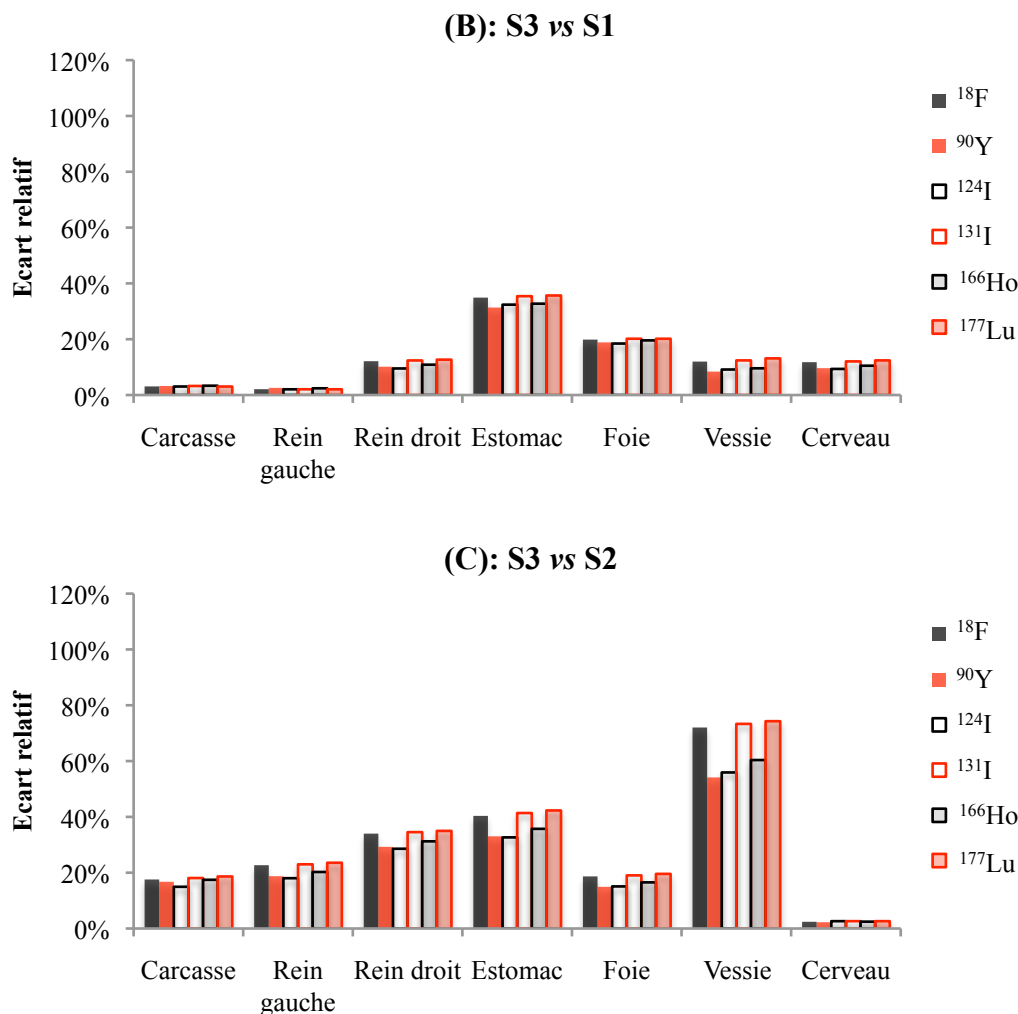 (B): S3 vs S1
120%
100%
80%
60%
40%
20%
0%
Ecart relatif
Carcasse
Rein gauche
Rein droit
Estomac
Foie
Vessie
Cerveau
18F
90Y
124I
131I
166Ho
177Lu
(C): S3 vs S2
120%
100%
80%
60%
40%
20%
0%
Ecart relatif
Carcasse
Rein gauche
Rein droit
Estomac
Foie
Vessie
Cerveau
18F
90Y
124I
131I
166Ho
177Lu